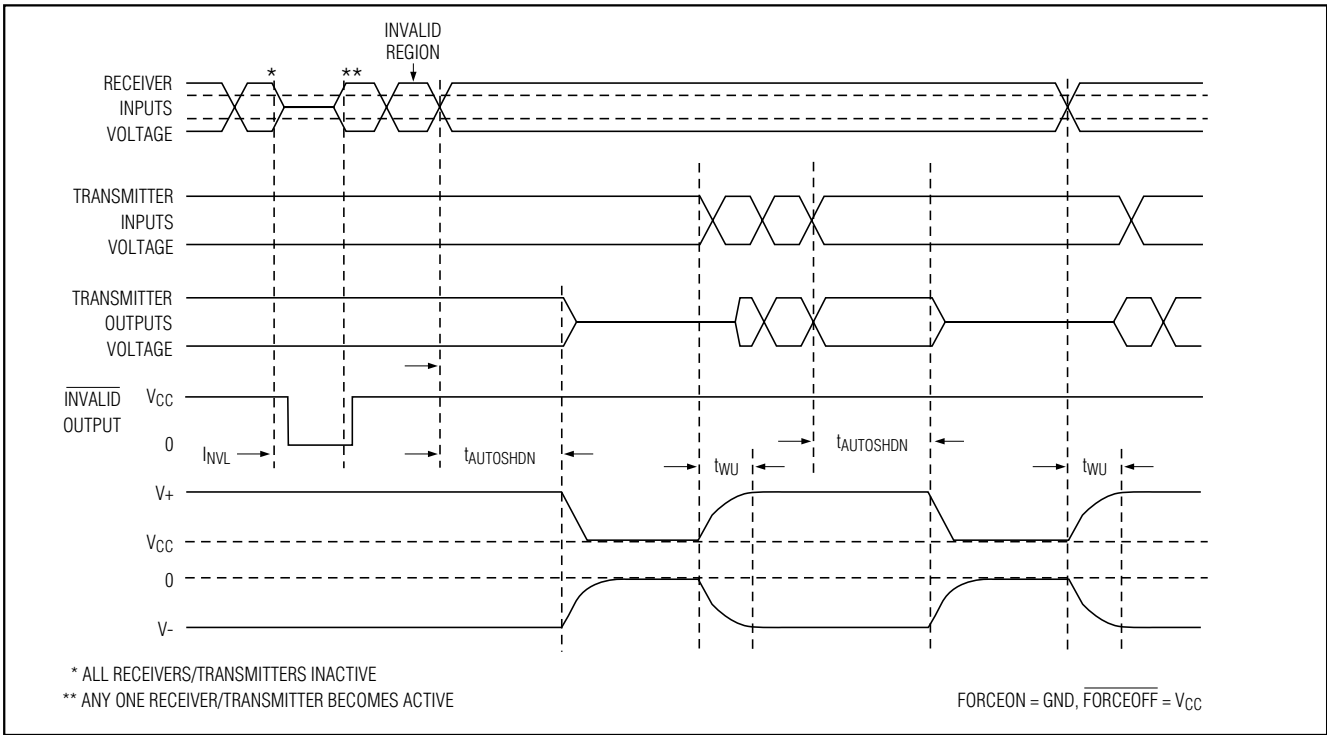 INVALID
REGION
* **
RECEIVER
INPUTS
VOLTAGE
TRANSMITTER
INPUTS
VOLTAGE
TRANSMITTER
OUTPUTS
VOLTAGE
INVALID
OUTPUT
VCC
0
INVL
tAUTOSHDN
tWU
tAUTOSHDN
tWU
V+
VCC
0
V-
* ALL RECEIVERS/TRANSMITTERS INACTIVE
** ANY ONE RECEIVER/TRANSMITTER BECOMES ACTIVE
FORCEON = GND, FORCEOFF = VCC